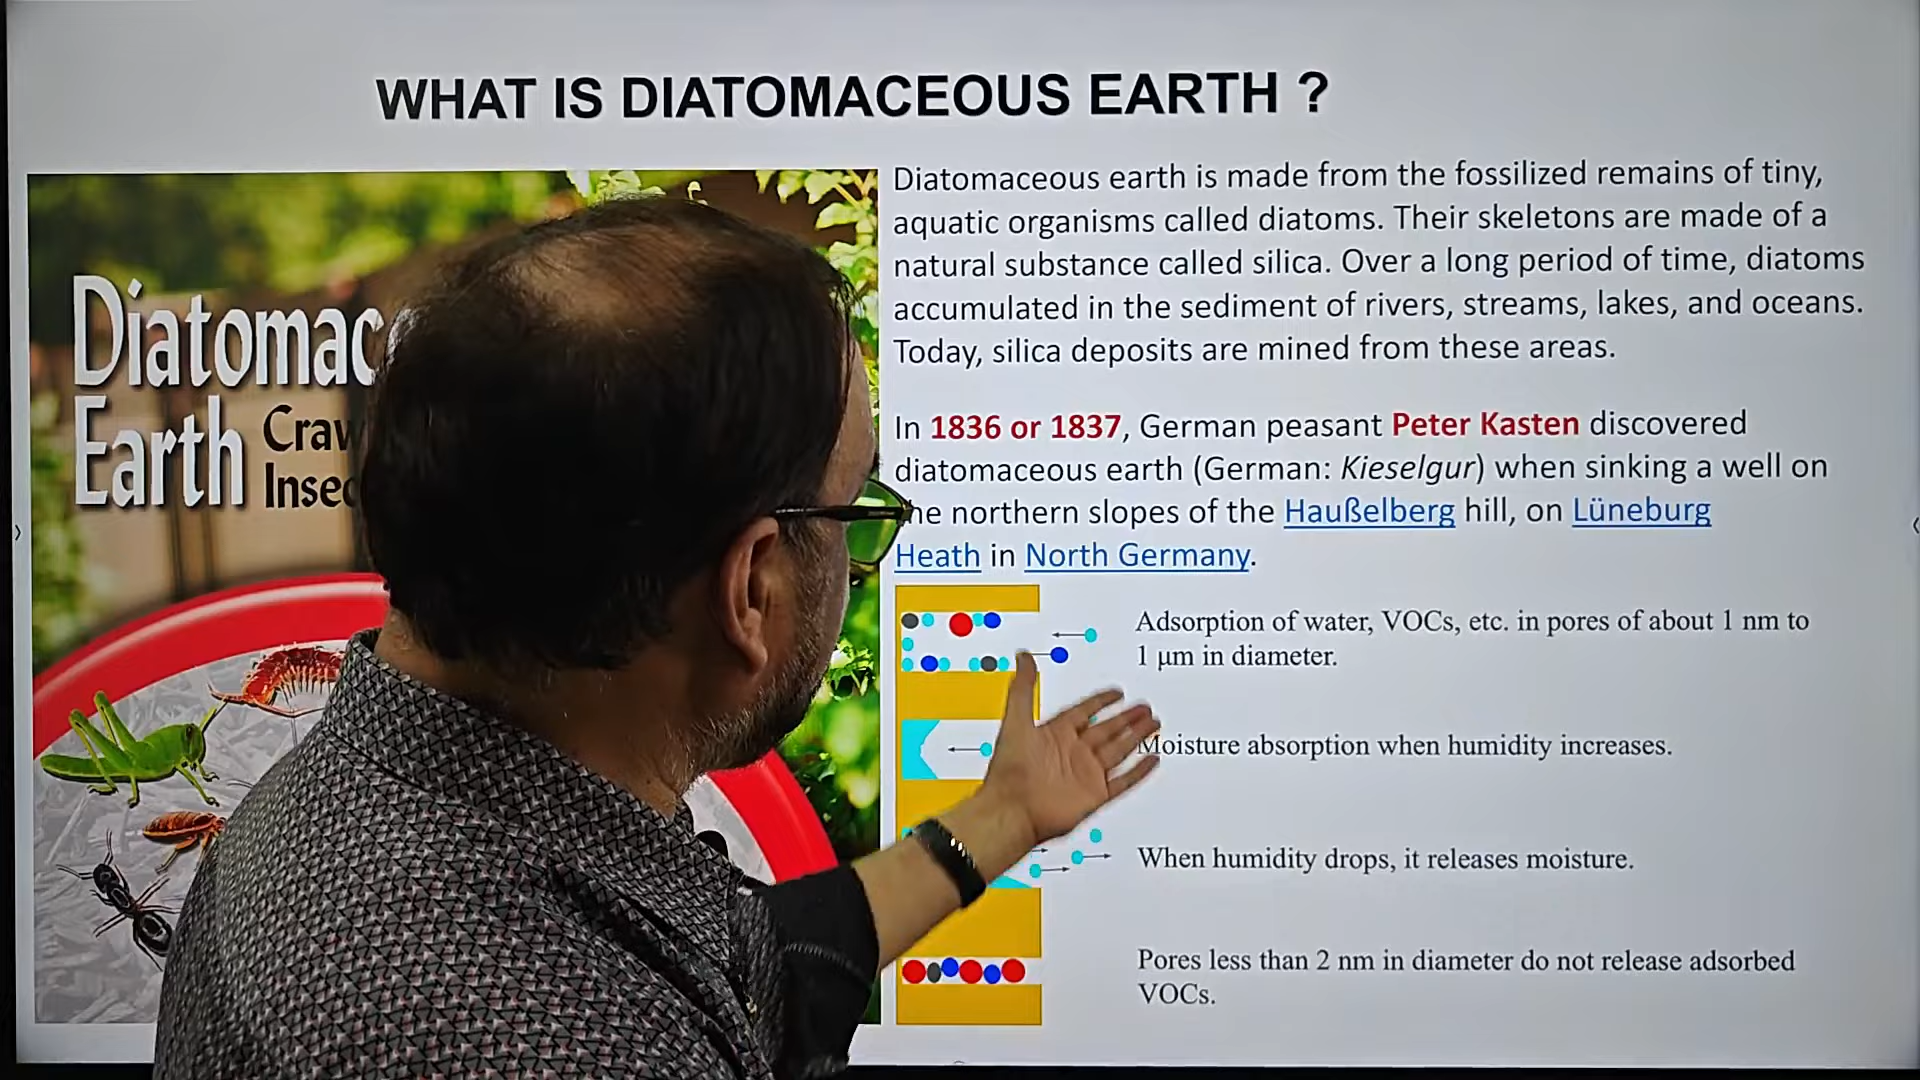 WHAT IS DIATOMACEOUS EARTH ?
Earth
Diatomaceous earth is made from the fossilized remains of tiny,
aquatic organisms called diatoms. Their skeletons are made of a
natural substance called silica. Over a long period of time, diatoms
accumulated in the sediment of rivers, streams, lakes, and oceans.
Today, silica deposits are mined from these areas.
In 1836 or 1837, German peasant Peter Kasten discovered
diatomaceous earth (German: Kieselgur) when sinking a well on
the northern slopes of the Haußelberg hill, on Lüneburg
Heath in North Germany.
Adsorption of water, VOCs, etc. in pores of about 1 nm to
1 μm in diameter.
Moisture absorption when humidity increases.
When humidity drops, it releases moisture.
Pores less than 2 nm in diameter do not release adsorbed
VOCs.